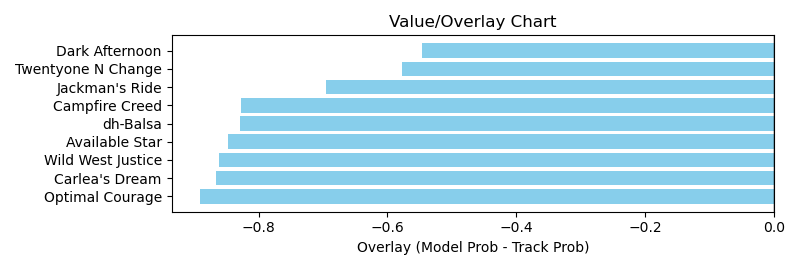 Value/Overlay Chart
Dark Afternoon
Twentyone N Change
Jackman's Ride
Campfire Creed
dh-Balsa
Available Star
Wild West Justice
Carlea's Dream
Optimal Courage
−0.8 −0.6 −0.4 −0.2 0.0
Overlay (Model Prob - Track Prob)